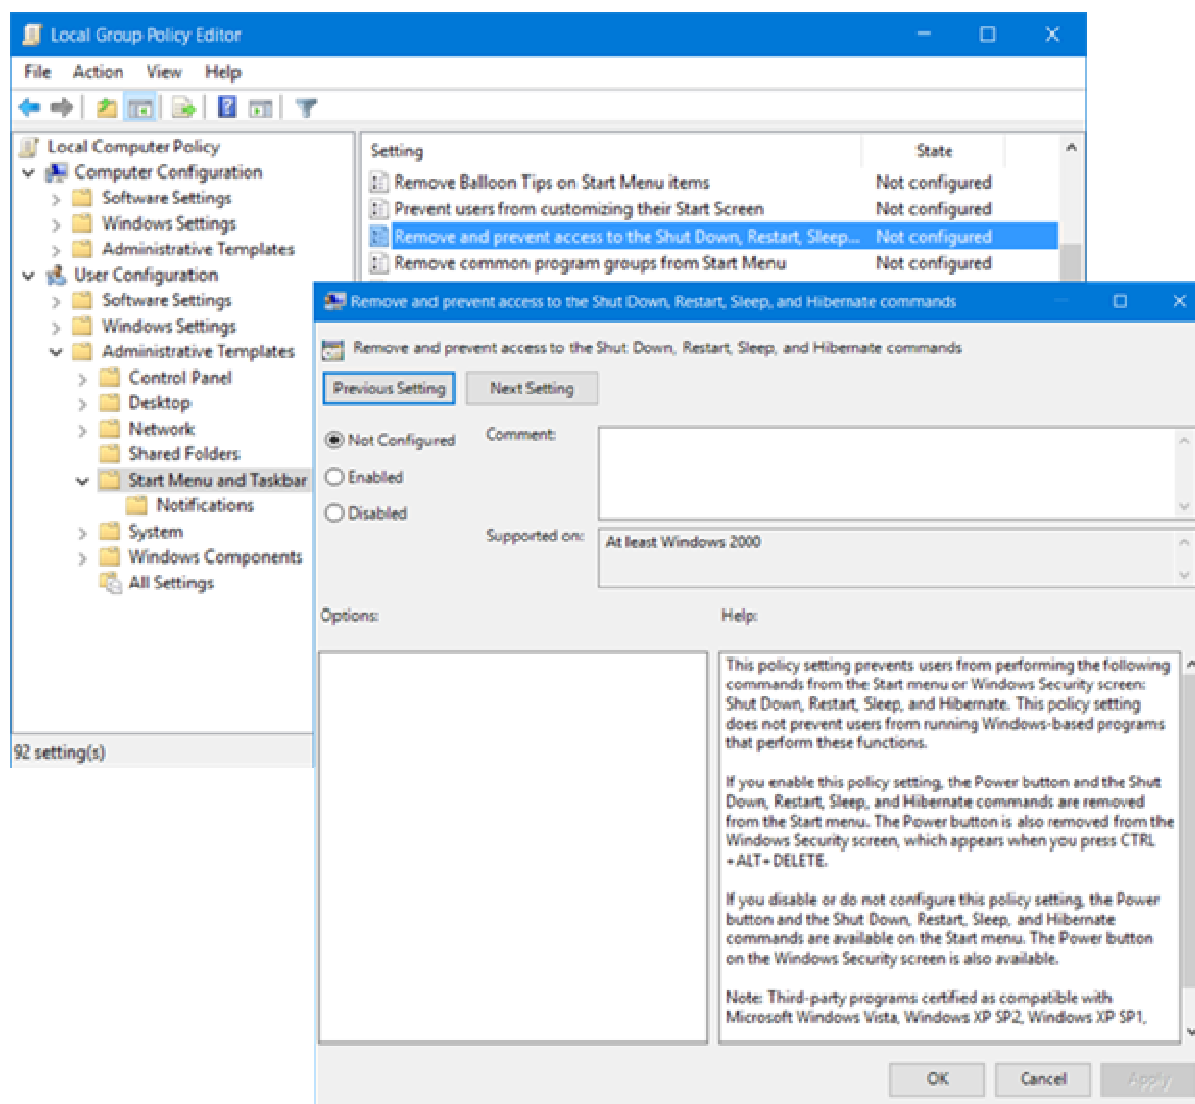 Local Group Policy Editor
File Action View Help
Local Computer Policy
Computer Configuration
Software Settings
Windows Settings
Administrative Templates
User Configuration
Software Settings
Windows Settings
Administrative Templates
Control Panel
Desktop
Network
Shared Folders
Start Menu and Taskbar
Notifications
System
Windows Components
All Settings
92 setting(s)
Setting State
Remove Balloon Tips on Start Menu items Not configured
Prevent users from customizing their Start Screen Not configured
Remove and prevent access to the Shut Down, Restart, Sleep... Not configured
Remove common program groups from Start Menu Not configured
Remove and prevent access to the Shut Down, Restart, Sleep, and Hibernate commands
Remove and prevent access to the Shut Down, Restart, Sleep, and Hibernate commands
Previous Setting Next Setting
Not Configured
Enabled
Disabled
Comment:
Supported on: At least Windows 2000
Options:
Help:
This policy setting prevents users from performing the following
commands from the Start menu or Windows Security screen:
Shut Down, Restart, Sleep, and Hibernate. This policy setting
does not prevent users from running Windows-based programs
that perform these functions.
If you enable this policy setting, the Power button and the Shut
Down, Restart, Sleep, and Hibernate commands are removed
from the Start menu. The Power button is also removed from the
Windows Security screen, which appears when you press CTRL
+ALT+DELETE.
If you disable or do not configure this policy setting, the Power
button and the Shut Down, Restart, Sleep, and Hibernate
commands are available on the Start menu. The Power button
on the Windows Security screen is also available.
Note: Third-party programs certified as compatible with
Microsoft Windows Vista, Windows XP SP2, Windows XP SP1,
OK Cancel Apply